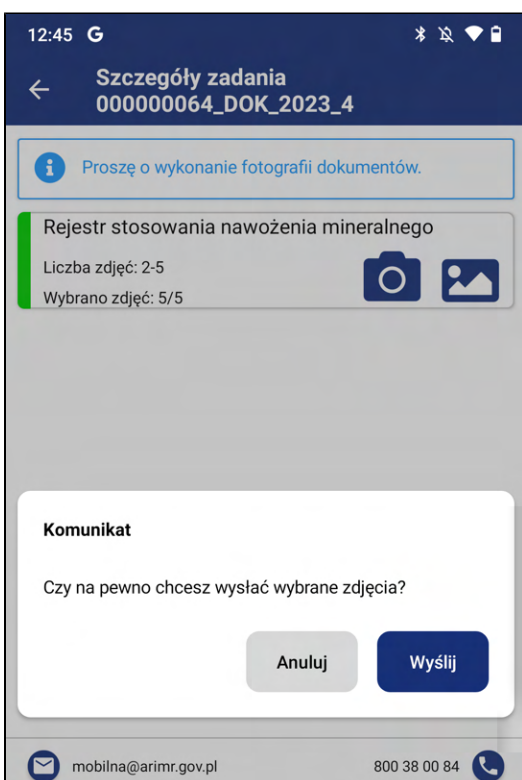 12:45 G
Szczegóły zadania
000000064_DOK_2023_4
Proszę o wykonanie fotografii dokumentów.
Rejestr stosowania nawożenia mineralnego
Liczba zdjęć: 2-5
Wybrano zdjęć: 5/5
Komunikat
Czy na pewno chcesz wysłać wybrane zdjęcia?
Anuluj Wyślij
mobilna@arimr.gov.pl 800 38 00 84